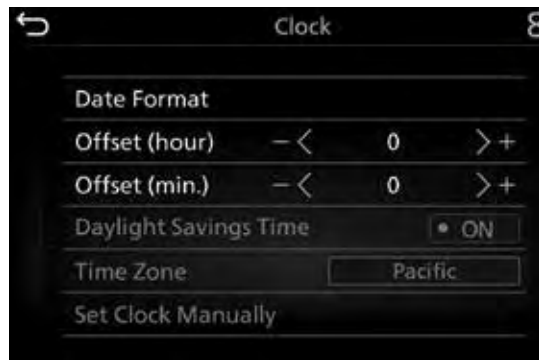 Clock
Date Format
Offset (hour) −< 0 >+
Offset (min.) −< 0 >+
Daylight Savings Time • ON
Time Zone Pacific
Set Clock Manually